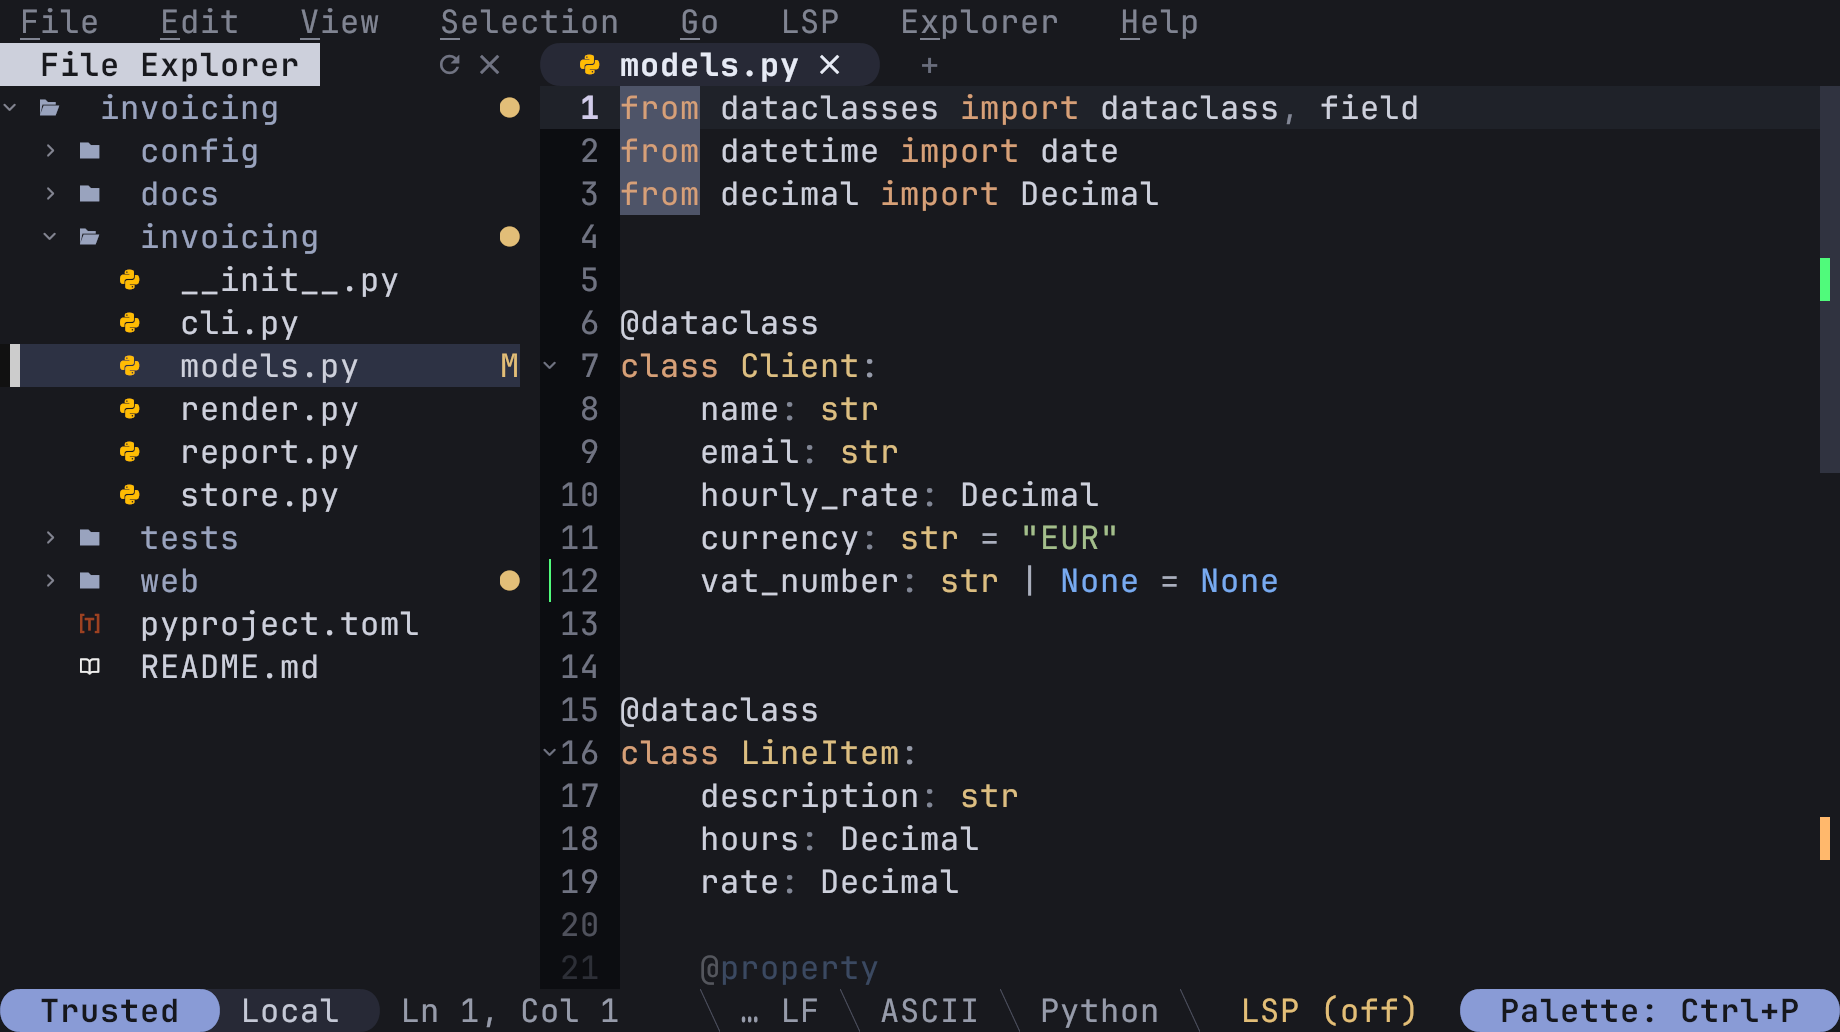 File Edit View Selection Go LSP Explorer Help
File Explorer
models.py
+
invoicing
config
docs
invoicing
__init__.py
cli.py
models.py M
render.py
report.py
store.py
tests
web
[T] pyproject.toml
README.md
1 from dataclasses import dataclass, field
2 from datetime import date
3 from decimal import Decimal
4
5
6 @dataclass
7 class Client:
8     name: str
9     email: str
10     hourly_rate: Decimal
11     currency: str = "EUR"
12     vat_number: str | None = None
13
14
15 @dataclass
16 class LineItem:
17     description: str
18     hours: Decimal
19     rate: Decimal
20
21     @property
Trusted Local Ln 1, Col 1 … LF ASCII Python LSP (off) Palette: Ctrl+P